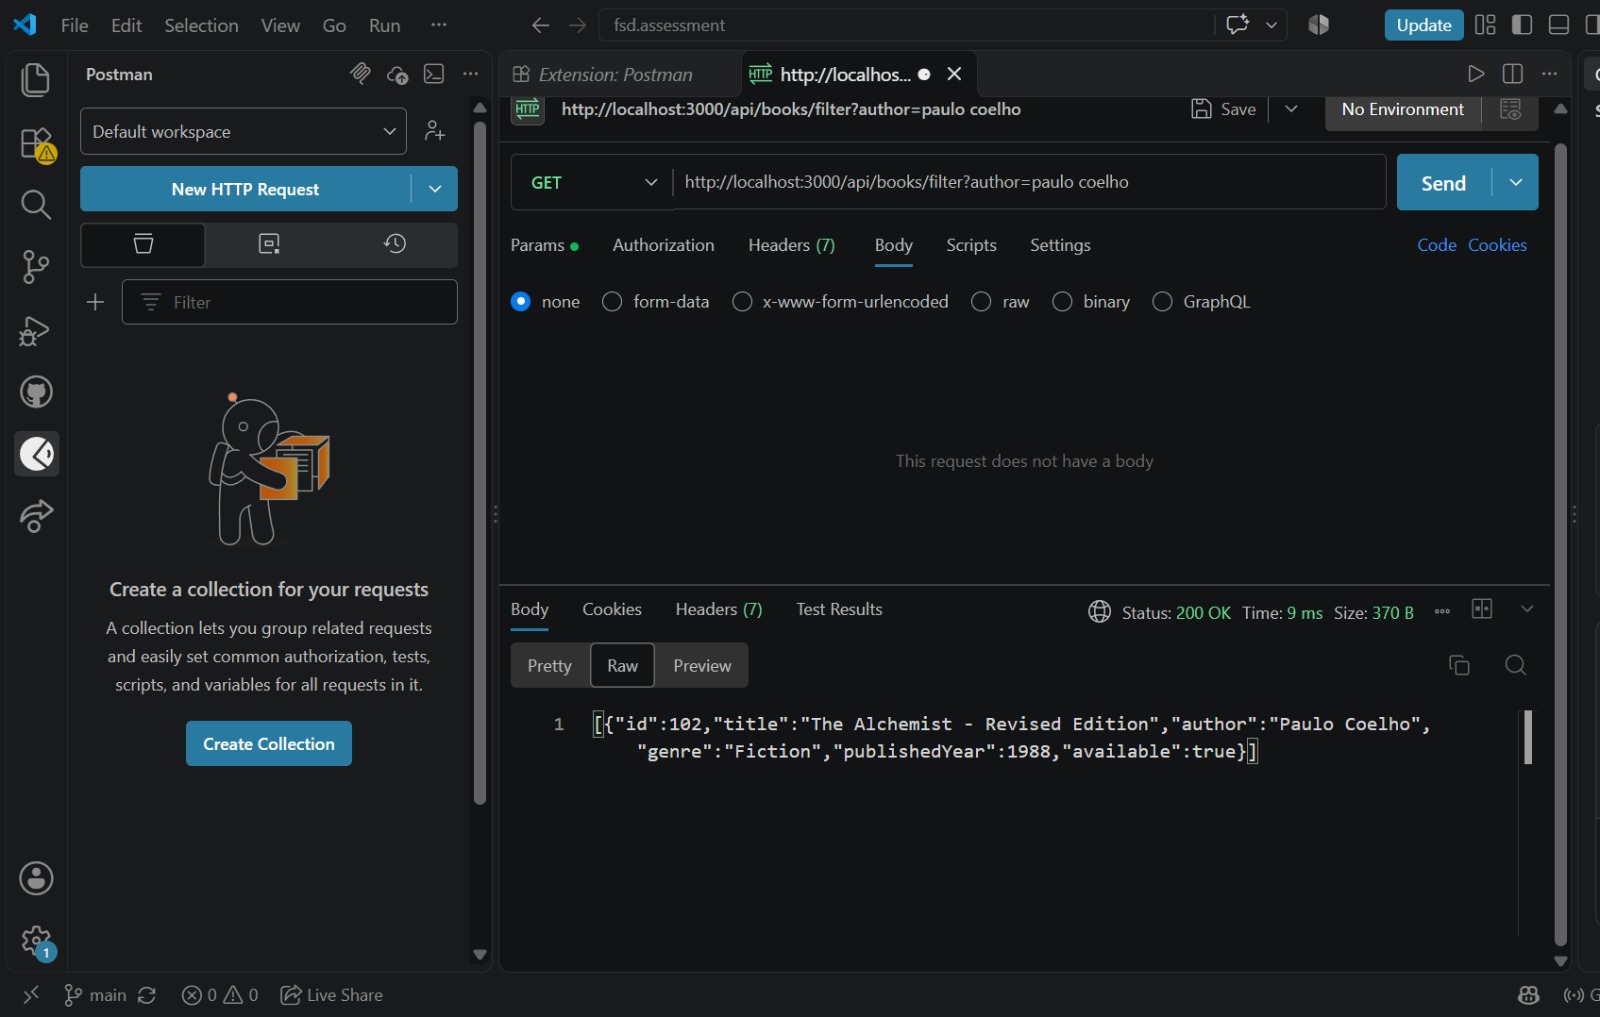 File Edit Selection View Go Run ···
fsd.assessment
Update
Postman
Extension: Postman
HTTP http://localhos...
Default workspace
HTTP http://localhost:3000/api/books/filter?author=paulo coelho
Save
No Environment
New HTTP Request
GET
http://localhost:3000/api/books/filter?author=paulo coelho
Send
Params Authorization Headers (7) Body Scripts Settings
Code Cookies
Filter
none form-data x-www-form-urlencoded raw binary GraphQL
This request does not have a body
Create a collection for your requests
A collection lets you group related requests
and easily set common authorization, tests,
scripts, and variables for all requests in it.
Create Collection
Body Cookies Headers (7) Test Results
Status: 200 OK Time: 9 ms Size: 370 B
Pretty Raw Preview
1 [{"id":102,"title":"The Alchemist - Revised Edition","author":"Paulo Coelho",
"genre":"Fiction","publishedYear":1988,"available":true}]
1
main 0 0 Live Share